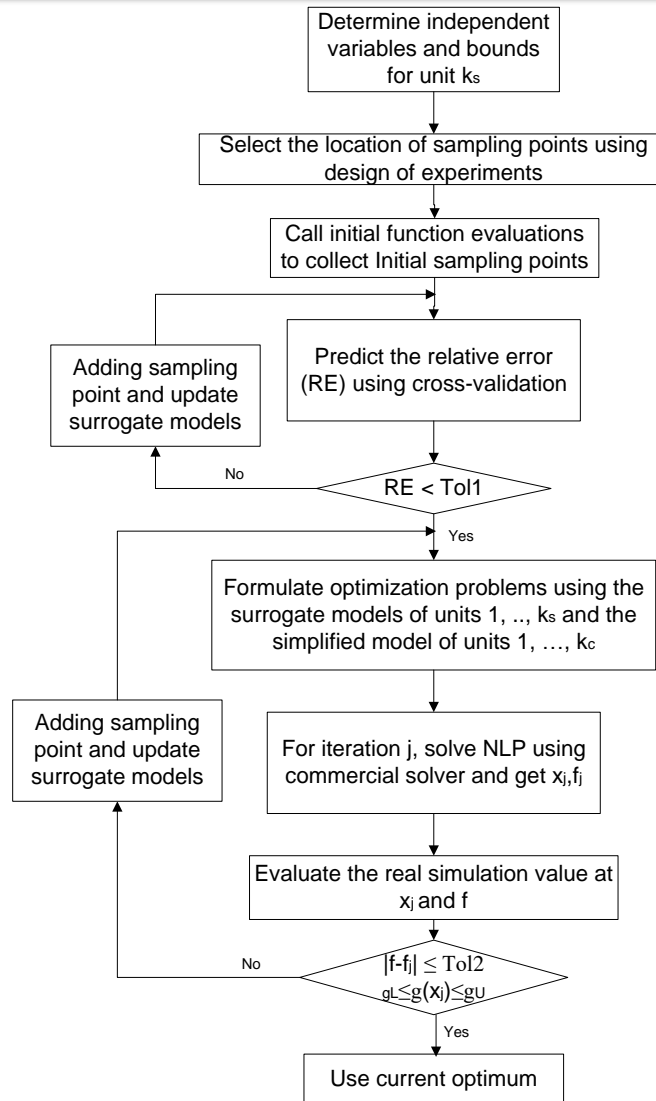 Determine independent
variables and bounds
for unit ks
Select the location of sampling points using
design of experiments
Call initial function evaluations
to collect Initial sampling points
Adding sampling
point and update
surrogate models
Predict the relative error
(RE) using cross-validation
No
RE < Tol1
Yes
Formulate optimization problems using the
surrogate models of units 1, .., ks and the
simplified model of units 1, …, kc
Adding sampling
point and update
surrogate models
For iteration j, solve NLP using
commercial solver and get xj,fj
Evaluate the real simulation value at
xj and f
No
|f-fj| ≤ Tol2
gL≤g(xj)≤gU
Yes
Use current optimum